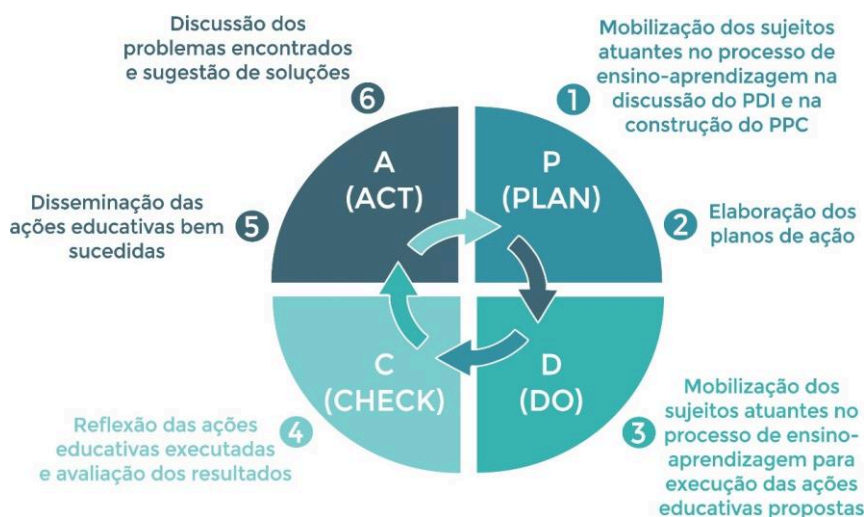 Discussão dos
problemas encontrados
e sugestão de soluções
6
Mobilização dos sujeitos
atuantes no processo de
ensino-aprendizagem na
discussão do PDI e na
construção do PPC
1
A
(ACT)
P
(PLAN)
Disseminação das
ações educativas bem
sucedidas
5
2
Elaboração dos
planos de ação
C
(CHECK)
D
(DO)
Reflexão das ações
educativas executadas
e avaliação dos resultados
4
3
Mobilização dos
sujeitos atuantes no
processo de ensino-
aprendizagem para
execução das ações
educativas propostas